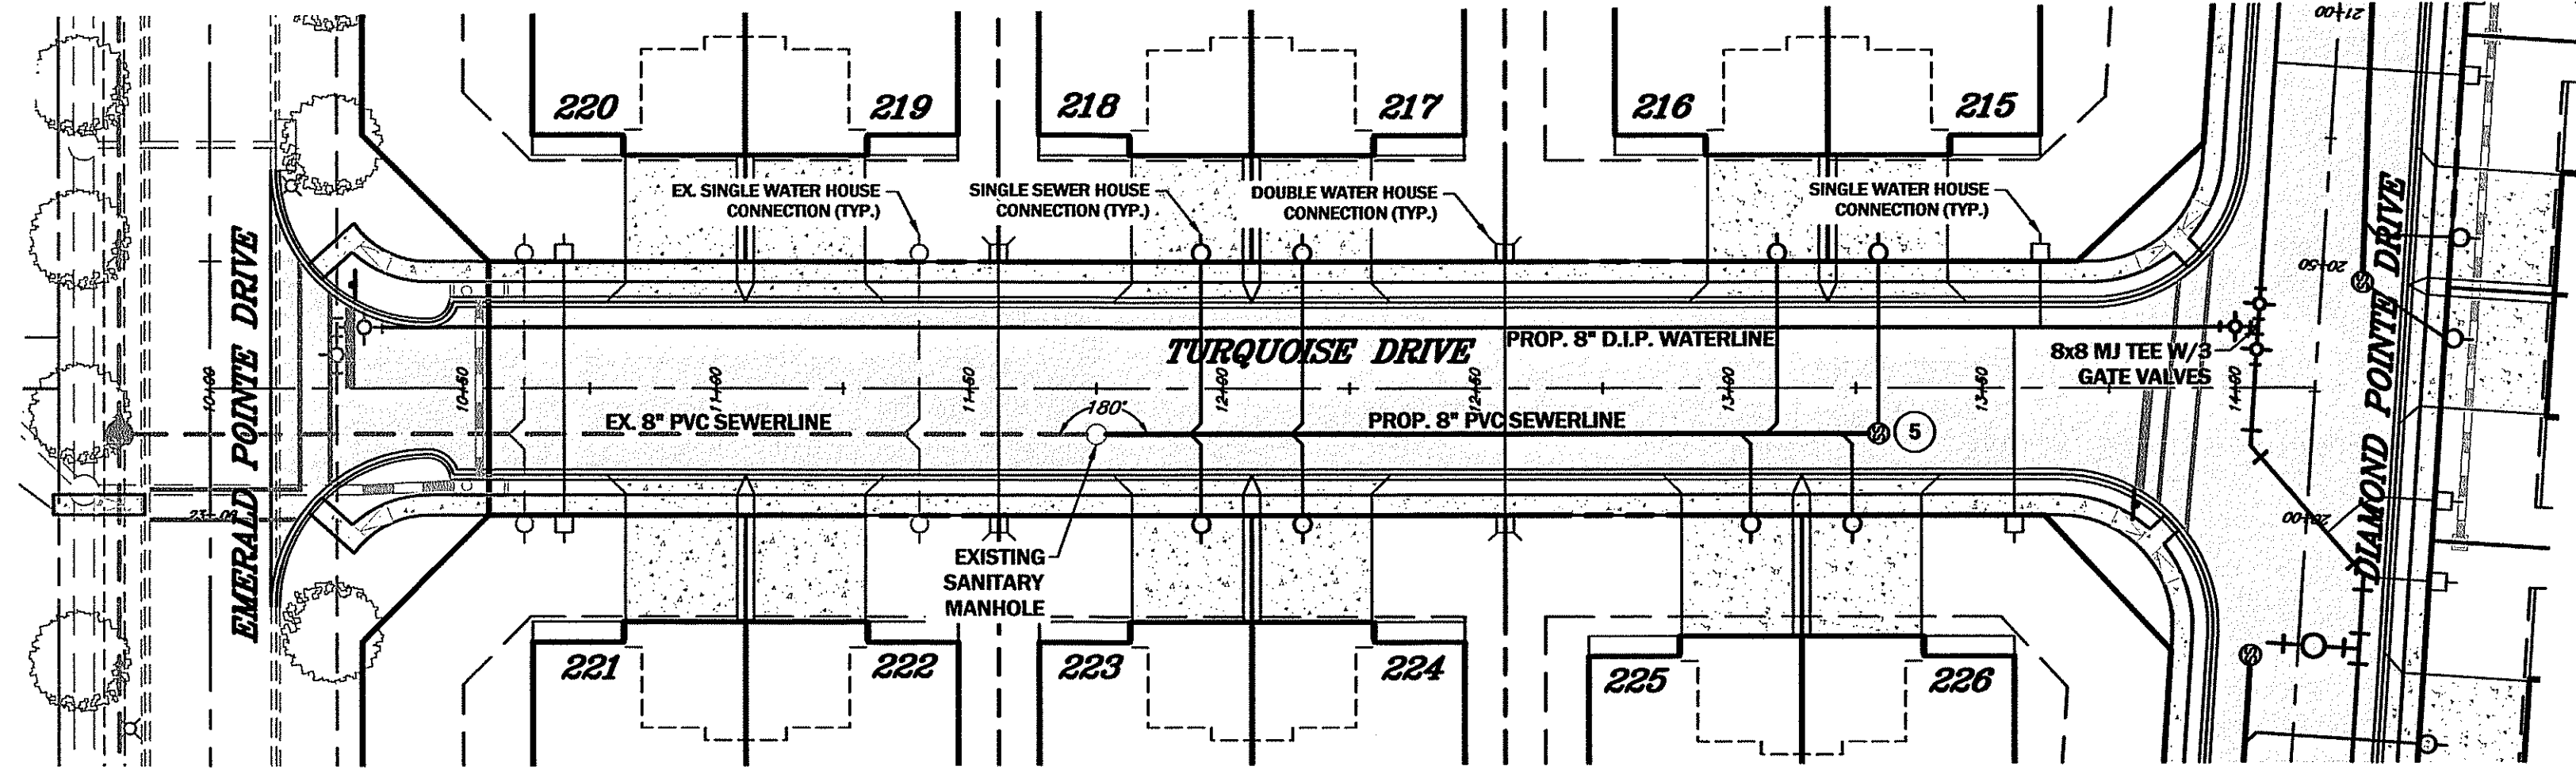 21+00
220
219
218
217
216
215
EX. SINGLE WATER HOUSE
CONNECTION (TYP.)
SINGLE SEWER HOUSE
CONNECTION (TYP.)
DOUBLE WATER HOUSE
CONNECTION (TYP.)
SINGLE WATER HOUSE
CONNECTION (TYP.)
EMERALD POINTE DRIVE
DIAMOND POINTE DRIVE
20+50
TURQUOISE DRIVE
PROP. 8" D.I.P. WATERLINE
8x8 MJ TEE W/3
GATE VALVES
10+00
10+50
11+00
11+50
12+00
12+50
13+00
13+50
14+00
EX. 8" PVC SEWERLINE
180°
PROP. 8" PVC SEWERLINE
5
20+00
EXISTING
SANITARY
MANHOLE
221
222
223
224
225
226